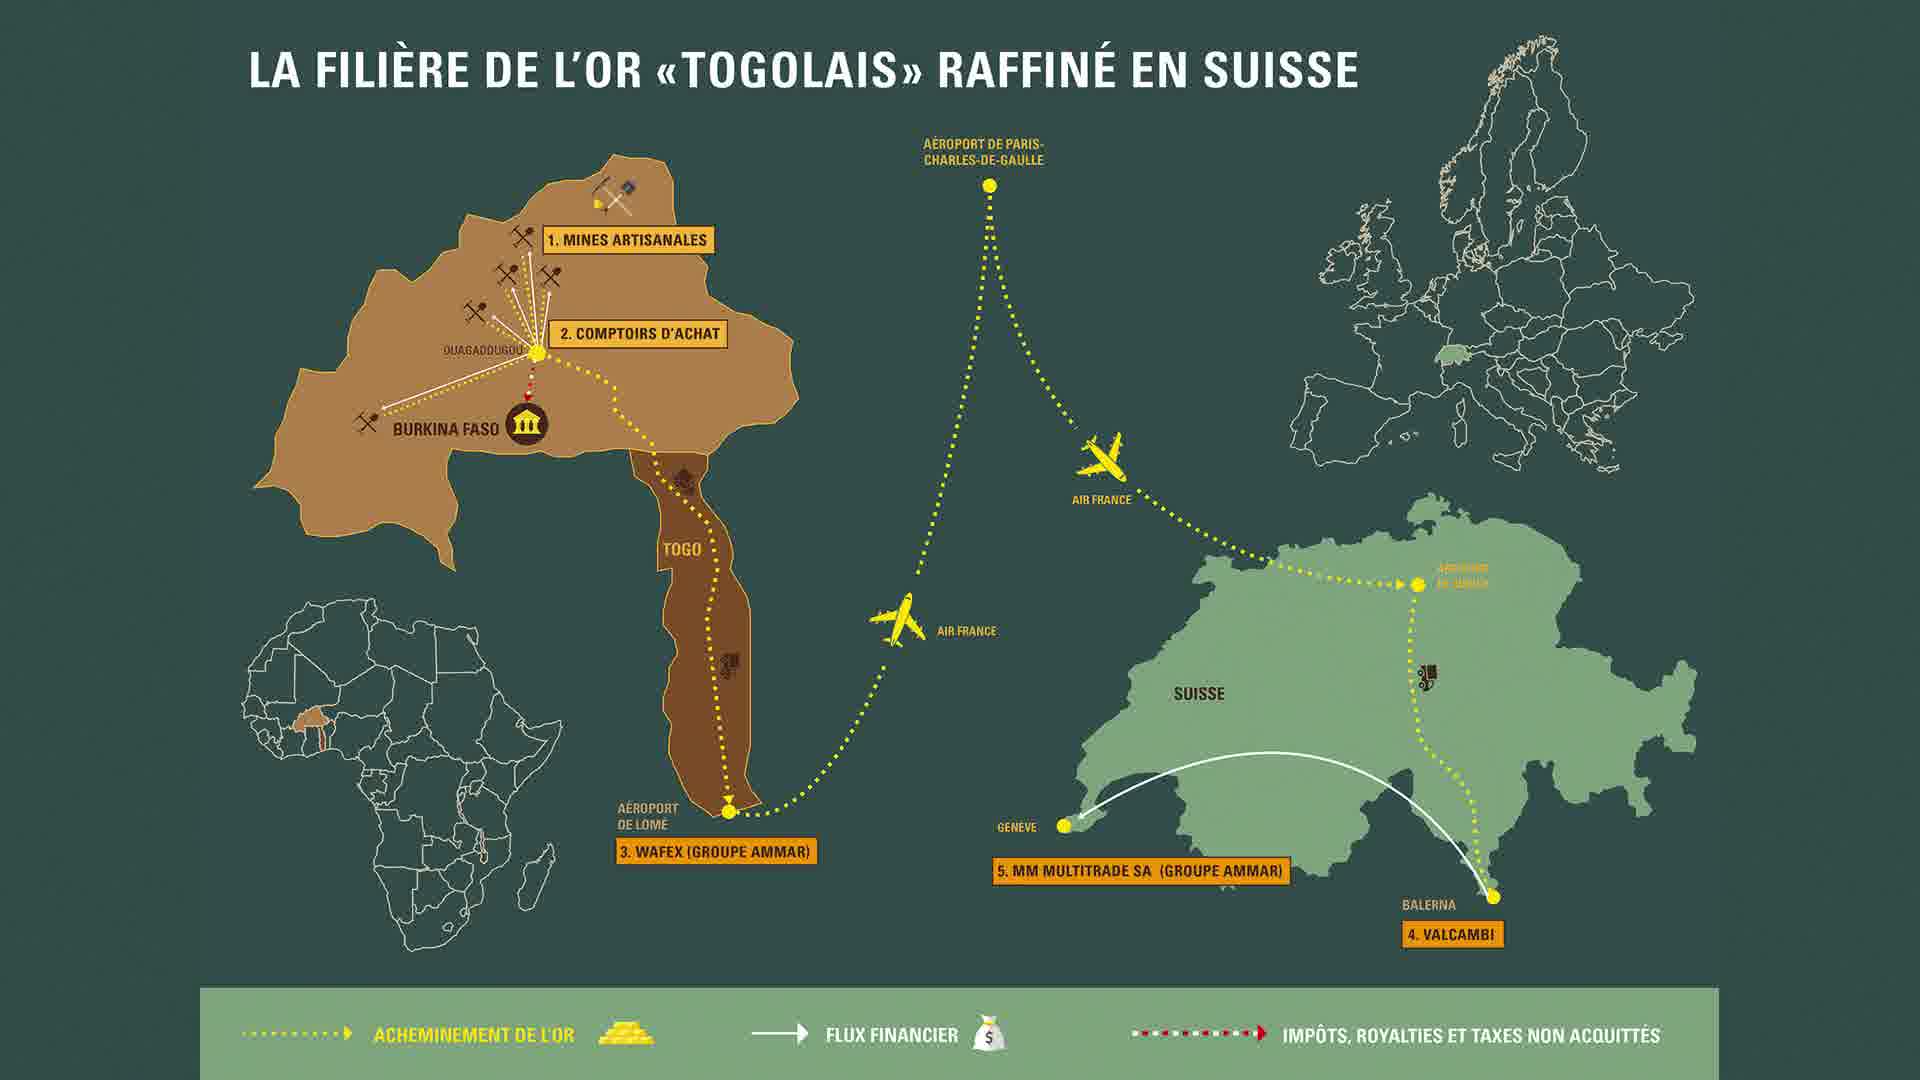 LA FILIÈRE DE L'OR «TOGOLAIS» RAFFINÉ EN SUISSE
AÉROPORT DE PARIS-
CHARLES-DE-GAULLE
1. MINES ARTISANALES
2. COMPTOIRS D'ACHAT
OUAGADOUGOU
BURKINA FASO
AIR FRANCE
TOGO
AIR FRANCE
SUISSE
AÉROPORT
DE LOMÉ
3. WAFEX (GROUPE AMMAR)
GENÈVE
5. MM MULTITRADE SA (GROUPE AMMAR)
BALERNA
4. VALCAMBI
ACHEMINEMENT DE L'OR
FLUX FINANCIER
$
IMPÔTS, ROYALTIES ET TAXES NON ACQUITTÉS